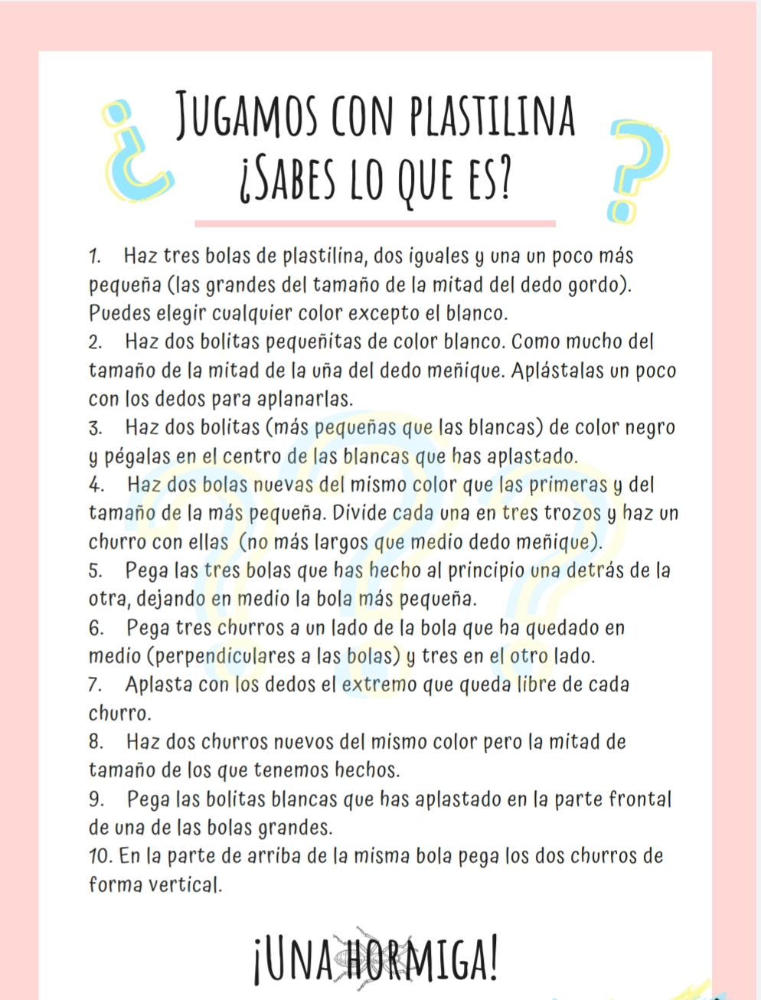 Jugamos con plastilina
¿Sabes lo que es?
¿
?
1. Haz tres bolas de plastilina, dos iguales y una un poco más
pequeña (las grandes del tamaño de la mitad del dedo gordo).
Puedes elegir cualquier color excepto el blanco.
2. Haz dos bolitas pequeñitas de color blanco. Como mucho del
tamaño de la mitad de la uña del dedo meñique. Aplástalas un poco
con los dedos para aplanarlas.
3. Haz dos bolitas (más pequeñas que las blancas) de color negro
y pégalas en el centro de las blancas que has aplastado.
4. Haz dos bolas nuevas del mismo color que las primeras y del
tamaño de la más pequeña. Divide cada una en tres trozos y haz un
churro con ellas (no más largos que medio dedo meñique).
5. Pega las tres bolas que has hecho al principio una detrás de la
otra, dejando en medio la bola más pequeña.
6. Pega tres churros a un lado de la bola que ha quedado en
medio (perpendiculares a las bolas) y tres en el otro lado.
7. Aplasta con los dedos el extremo que queda libre de cada
churro.
8. Haz dos churros nuevos del mismo color pero la mitad de
tamaño de los que tenemos hechos.
9. Pega las bolitas blancas que has aplastado en la parte frontal
de una de las bolas grandes.
10. En la parte de arriba de la misma bola pega los dos churros de
forma vertical.
???
¡Una hormiga!